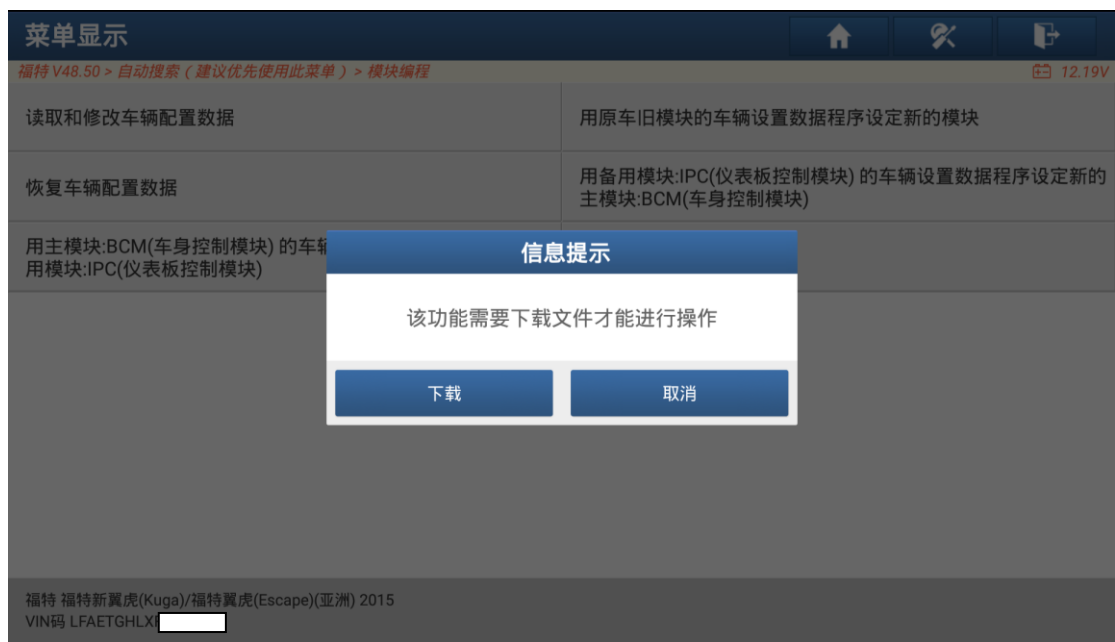 菜单显示
福特 V48.50 > 自动搜索（建议优先使用此菜单）> 模块编程
12.19V
读取和修改车辆配置数据
用原车旧模块的车辆设置数据程序设定新的模块
恢复车辆配置数据
用备用模块:IPC(仪表板控制模块) 的车辆设置数据程序设定新的
主模块:BCM(车身控制模块)
用主模块:BCM(车身控制模块) 的车
用模块:IPC(仪表板控制模块)
信息提示
该功能需要下载文件才能进行操作
下载
取消
福特 福特新翼虎(Kuga)/福特翼虎(Escape)(亚洲) 2015
VIN码 LFAETGHLX